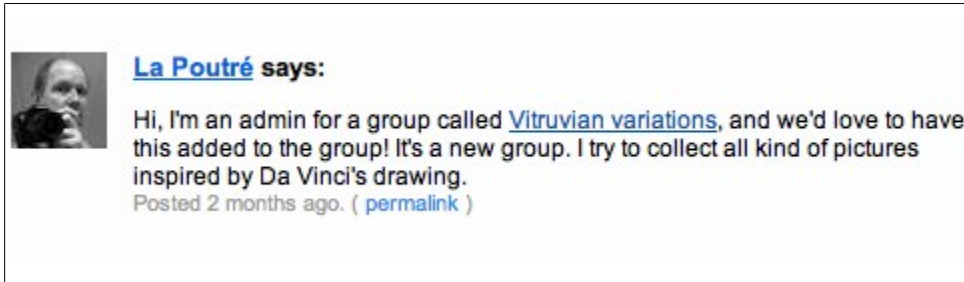 La Poutré says:
Hi, I'm an admin for a group called Vitruvian variations, and we'd love to have
this added to the group! It's a new group. I try to collect all kind of pictures
inspired by Da Vinci's drawing.
Posted 2 months ago. ( permalink )